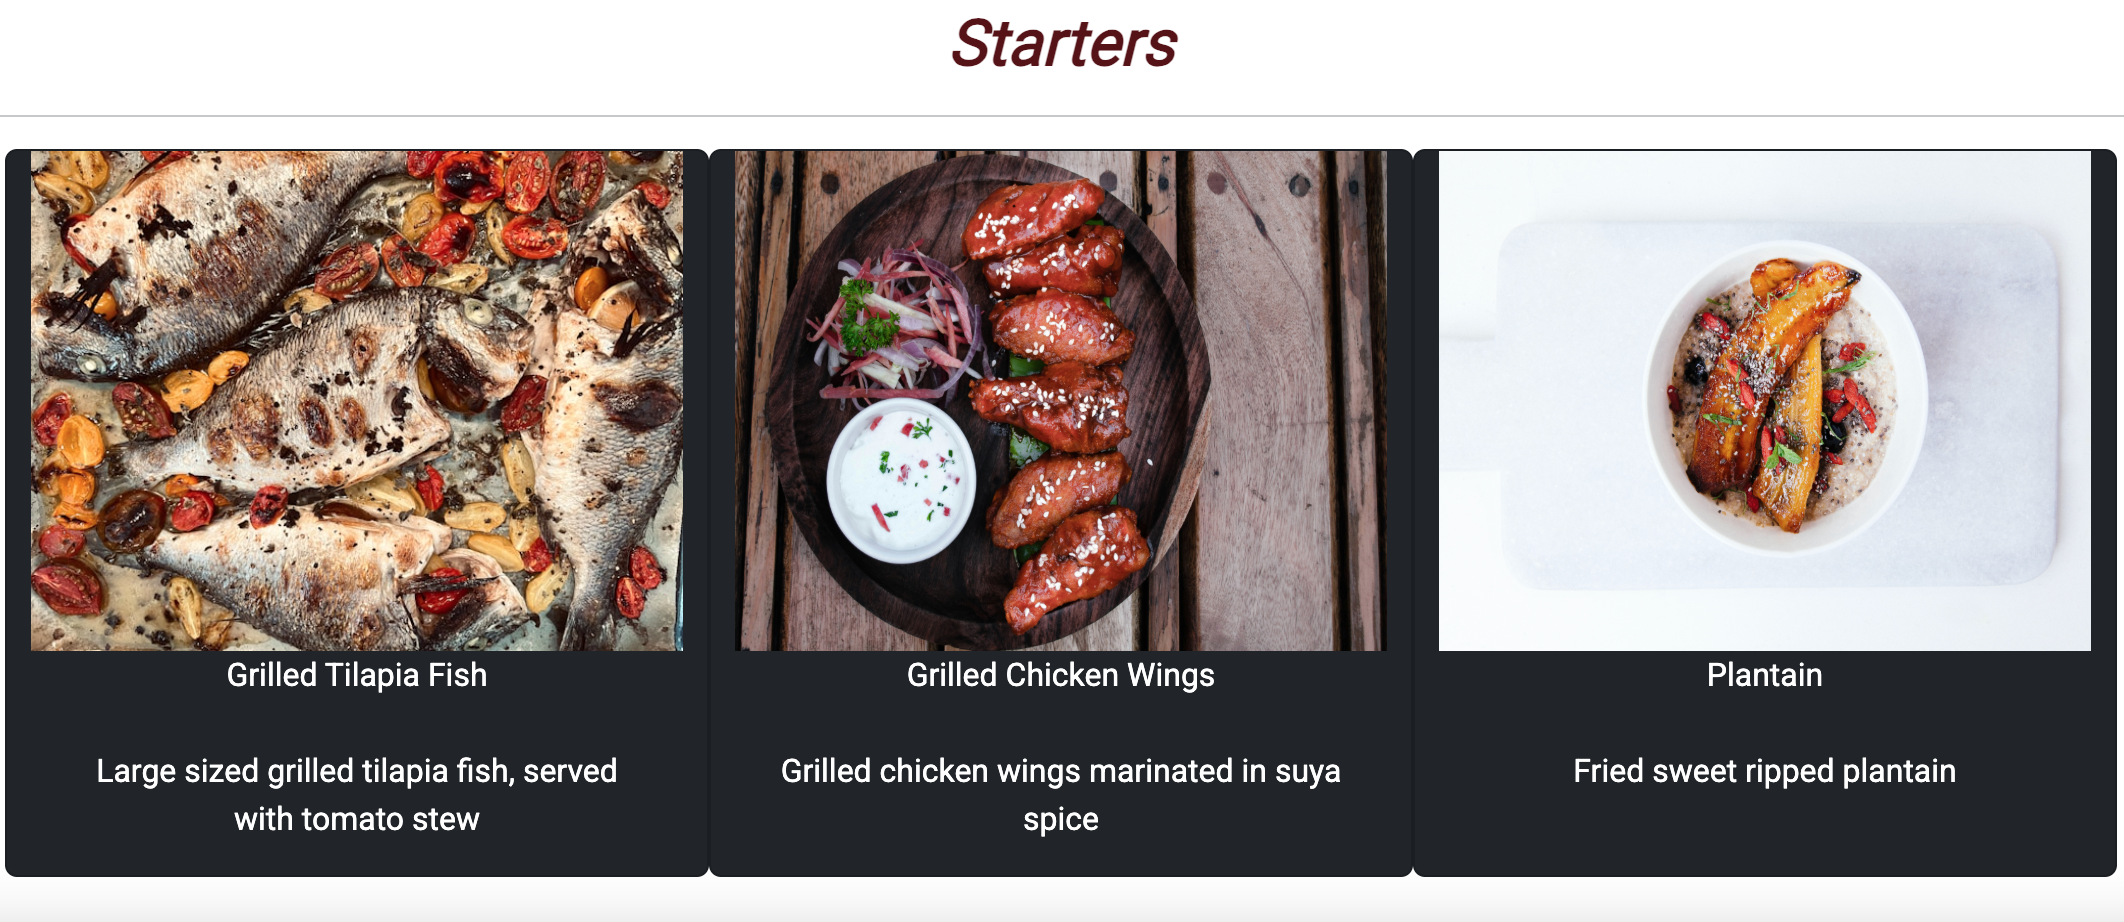 Starters
Grilled Tilapia Fish
Large sized grilled tilapia fish, served
with tomato stew
Grilled Chicken Wings
Grilled chicken wings marinated in suya
spice
Plantain
Fried sweet ripped plantain